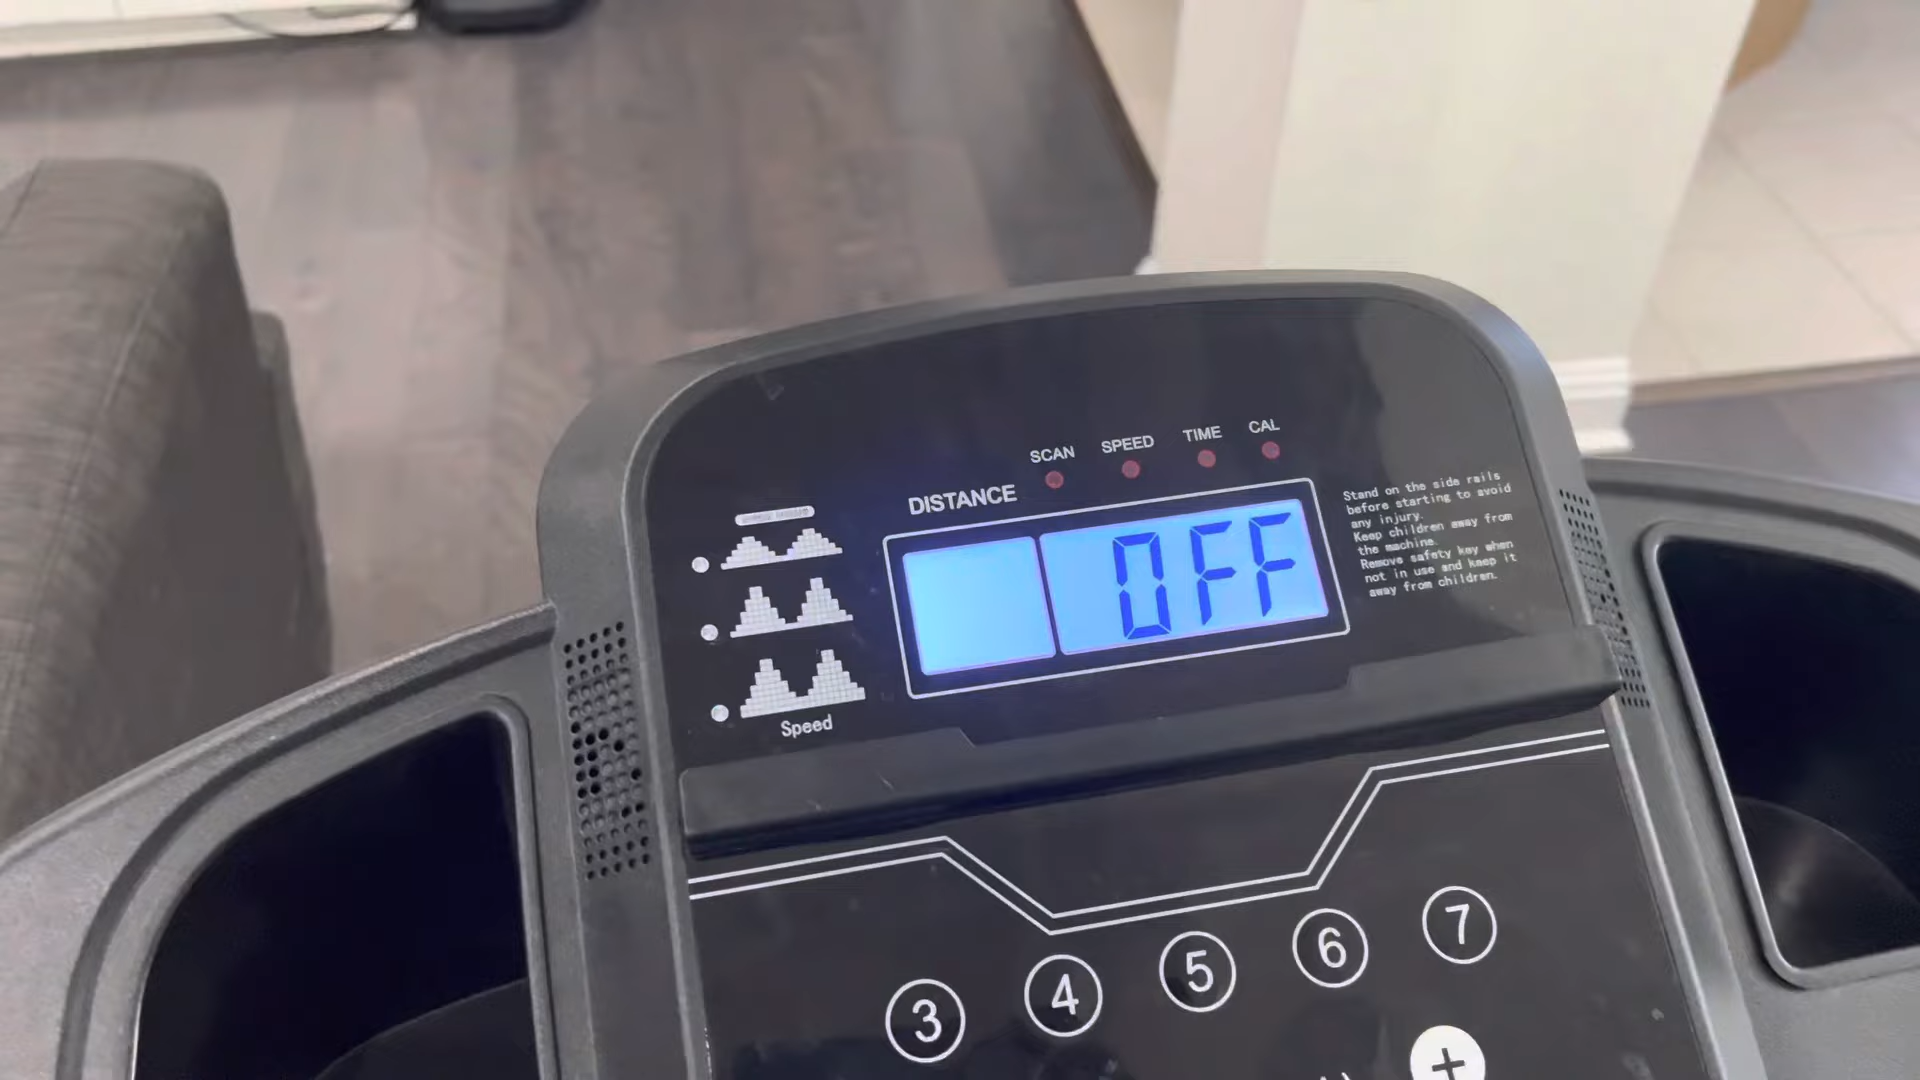 SCAN SPEED TIME CAL
DISTANCE
OFF
Stand on the side rails
before starting to avoid
any injury.
Keep children away from
the machine.
Remove safety key when
not in use and keep it
away from children.
Speed
3 4 5 6 7
+